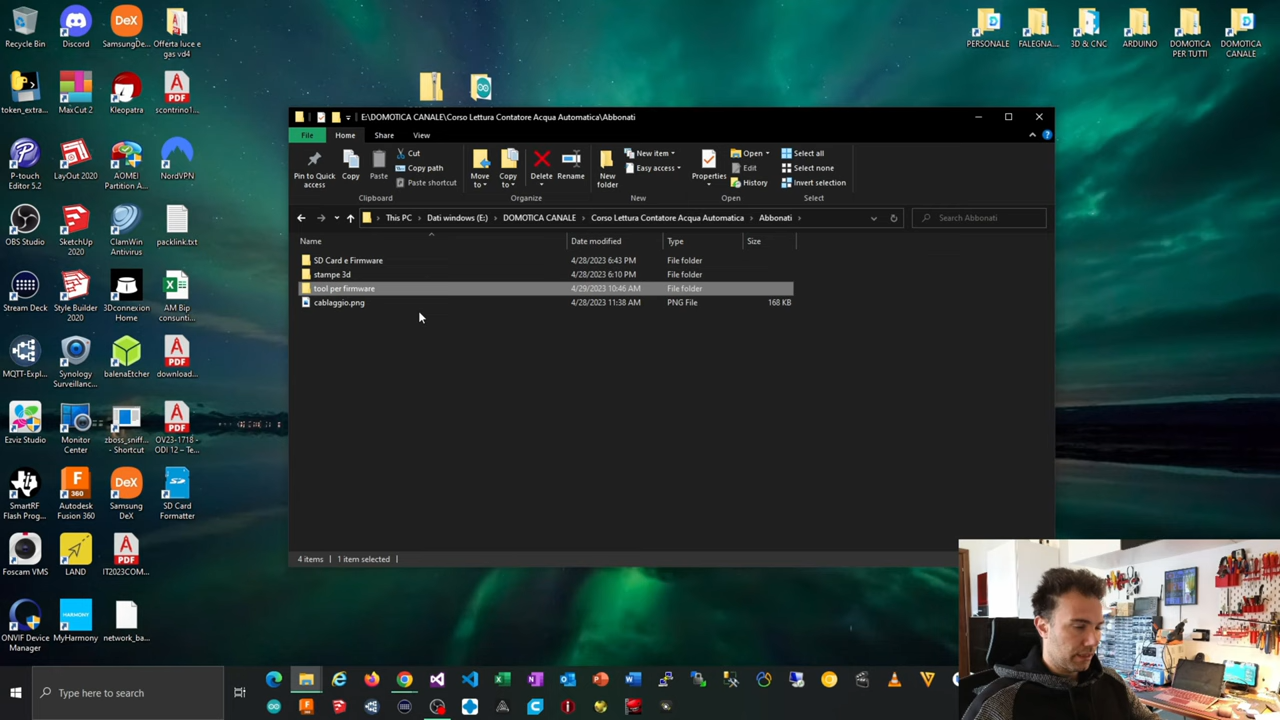 Recycle Bin
Discord
SamsungDe...
Offerta luce e gas vd4
PERSONALE
FALEGNA...
3D & CNC
ARDUINO
DOMOTICA PER TUTTI
DOMOTICA CANALE
token_extra...
MaxCut 2
Kleopatra
scontrino1...
E:\DOMOTICA CANALE\Corso Lettura Contatore Acqua Automatica\Abbonati
File
Home
Share
View
Pin to Quick access
Copy
Paste
Cut
Copy path
Paste shortcut
Move to
Copy to
Delete
Rename
New folder
New item
Easy access
Properties
Open
Edit
History
Select all
Select none
Invert selection
Clipboard
Organize
New
Open
Select
P-touch Editor 5.2
LayOut 2020
AOMEI Partition A...
NordVPN
This PC > Dati windows (E:) > DOMOTICA CANALE > Corso Lettura Contatore Acqua Automatica > Abbonati >
Search Abbonati
Name
Date modified
Type
Size
SD Card e Firmware 4/28/2023 6:43 PM File folder
stampe 3d 4/28/2023 6:10 PM File folder
tool per firmware 4/29/2023 10:46 AM File folder
cablaggio.png 4/28/2023 11:38 AM PNG File 168 KB
OBS Studio
SketchUp 2020
ClamWin Antivirus
packlink.txt
Stream Deck
Style Builder 2020
3Dconnexion Home
AM Bip consunti...
MQTT-Expl...
Synology Surveillanc...
balenaEtcher
download...
Ezviz Studio
Monitor Center
zboss_sniff... - Shortcut
OV23-1718 - ODI 12 – Te...
SmartRF Flash Prog...
Autodesk Fusion 360
Samsung DeX
SD Card Formatter
Foscam VMS
LAND
IT2023COM...
4 items
1 item selected
ONVIF Device Manager
MyHarmony
network_ba...
Type here to search